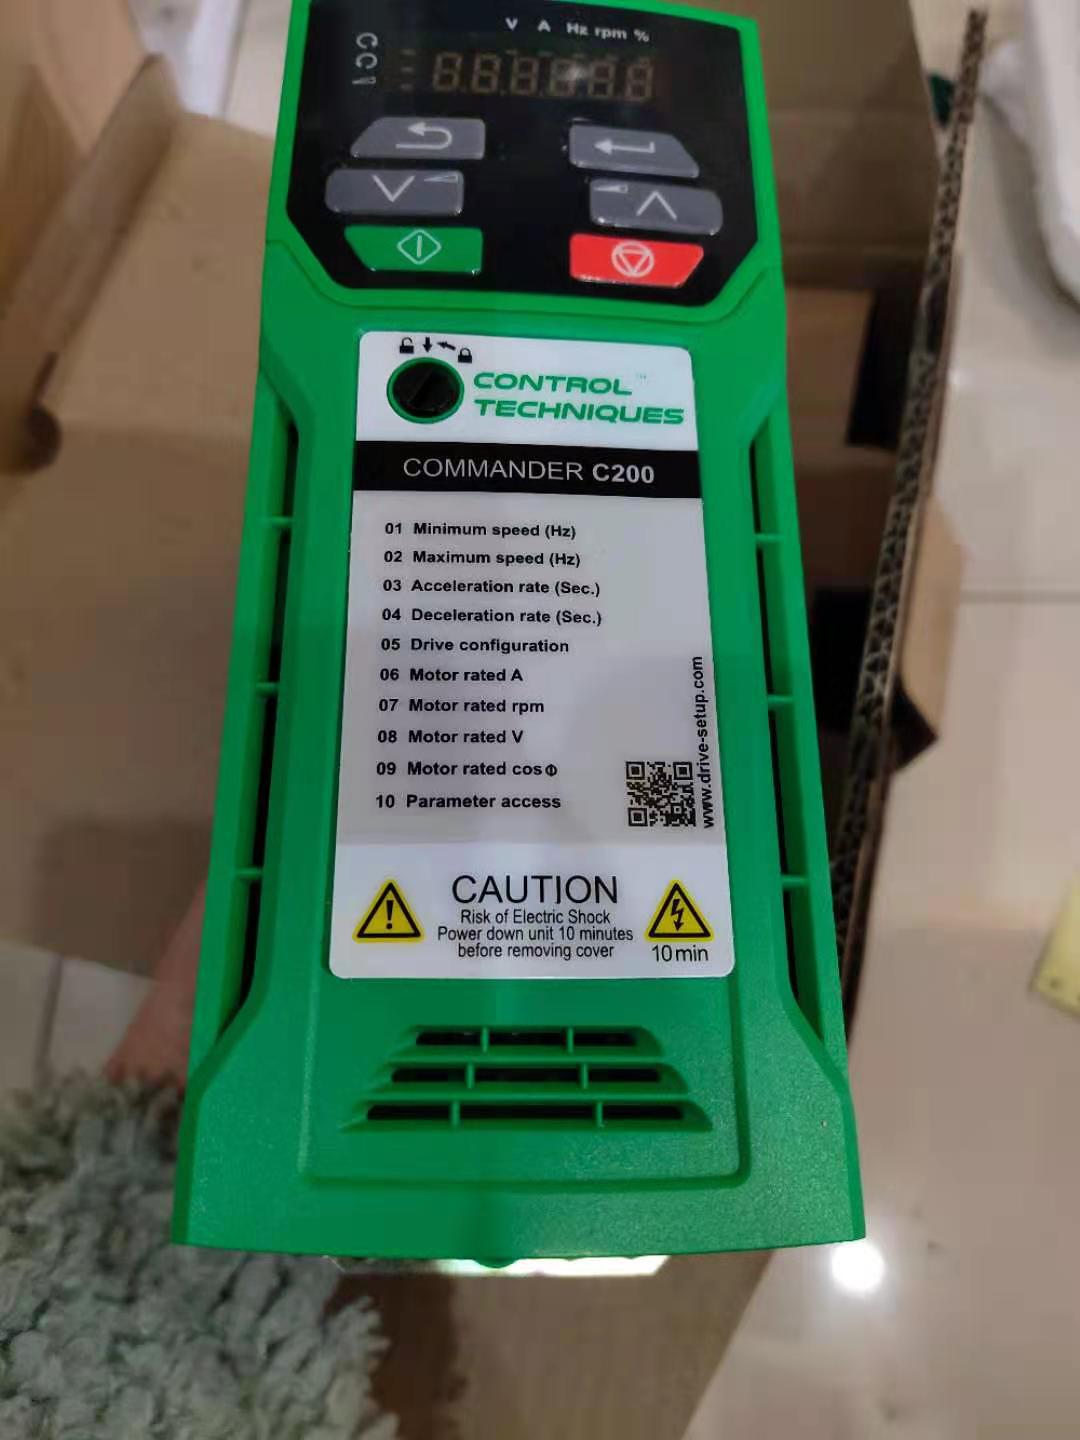 V A Hz rpm %
CONTROL™
TECHNIQUES
COMMANDER C200
01 Minimum speed (Hz)
02 Maximum speed (Hz)
03 Acceleration rate (Sec.)
04 Deceleration rate (Sec.)
05 Drive configuration
06 Motor rated A
07 Motor rated rpm
08 Motor rated V
09 Motor rated cosΦ
10 Parameter access
www.drive-setup.com
CAUTION
Risk of Electric Shock
Power down unit 10 minutes
before removing cover
10min